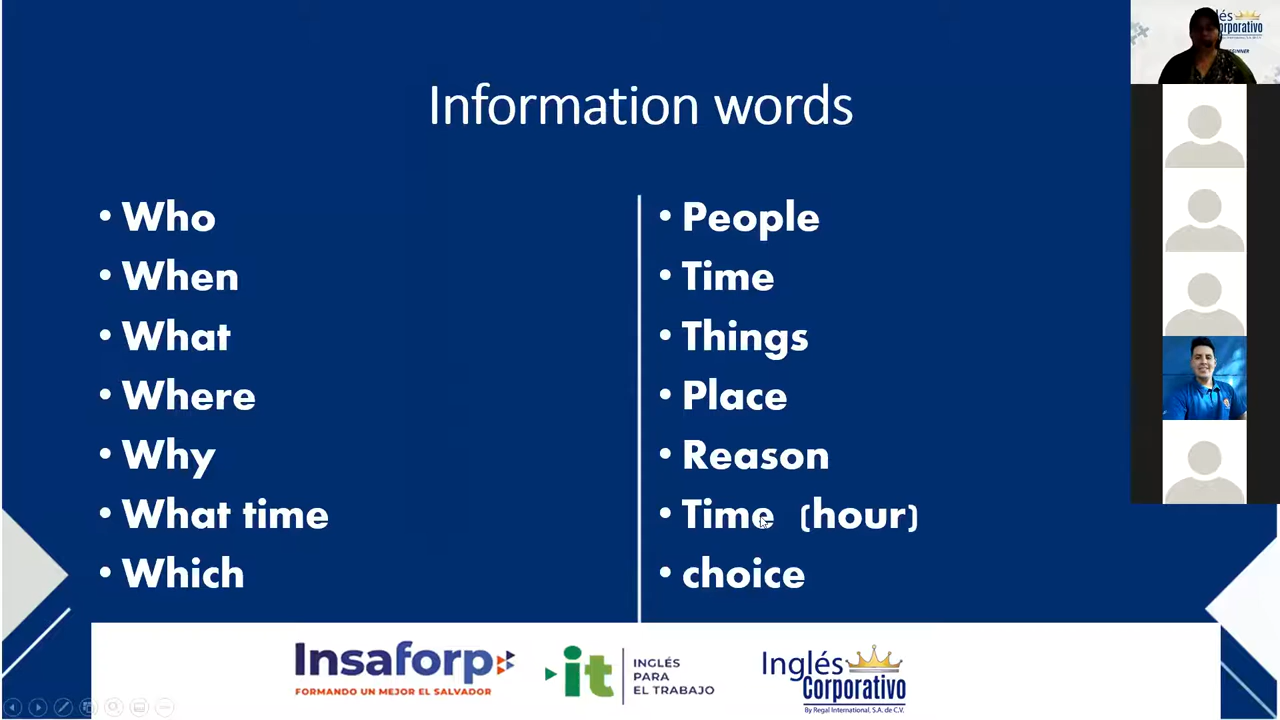 Information words
• Who
• When
• What
• Where
• Why
• What time
• Which
• People
• Time
• Things
• Place
• Reason
• Time (hour)
• choice
Insaforp
FORMANDO UN MEJOR EL SALVADOR
it
INGLÉS
PARA
EL TRABAJO
Inglés
Corporativo
By Regal International, S.A. de C.V.